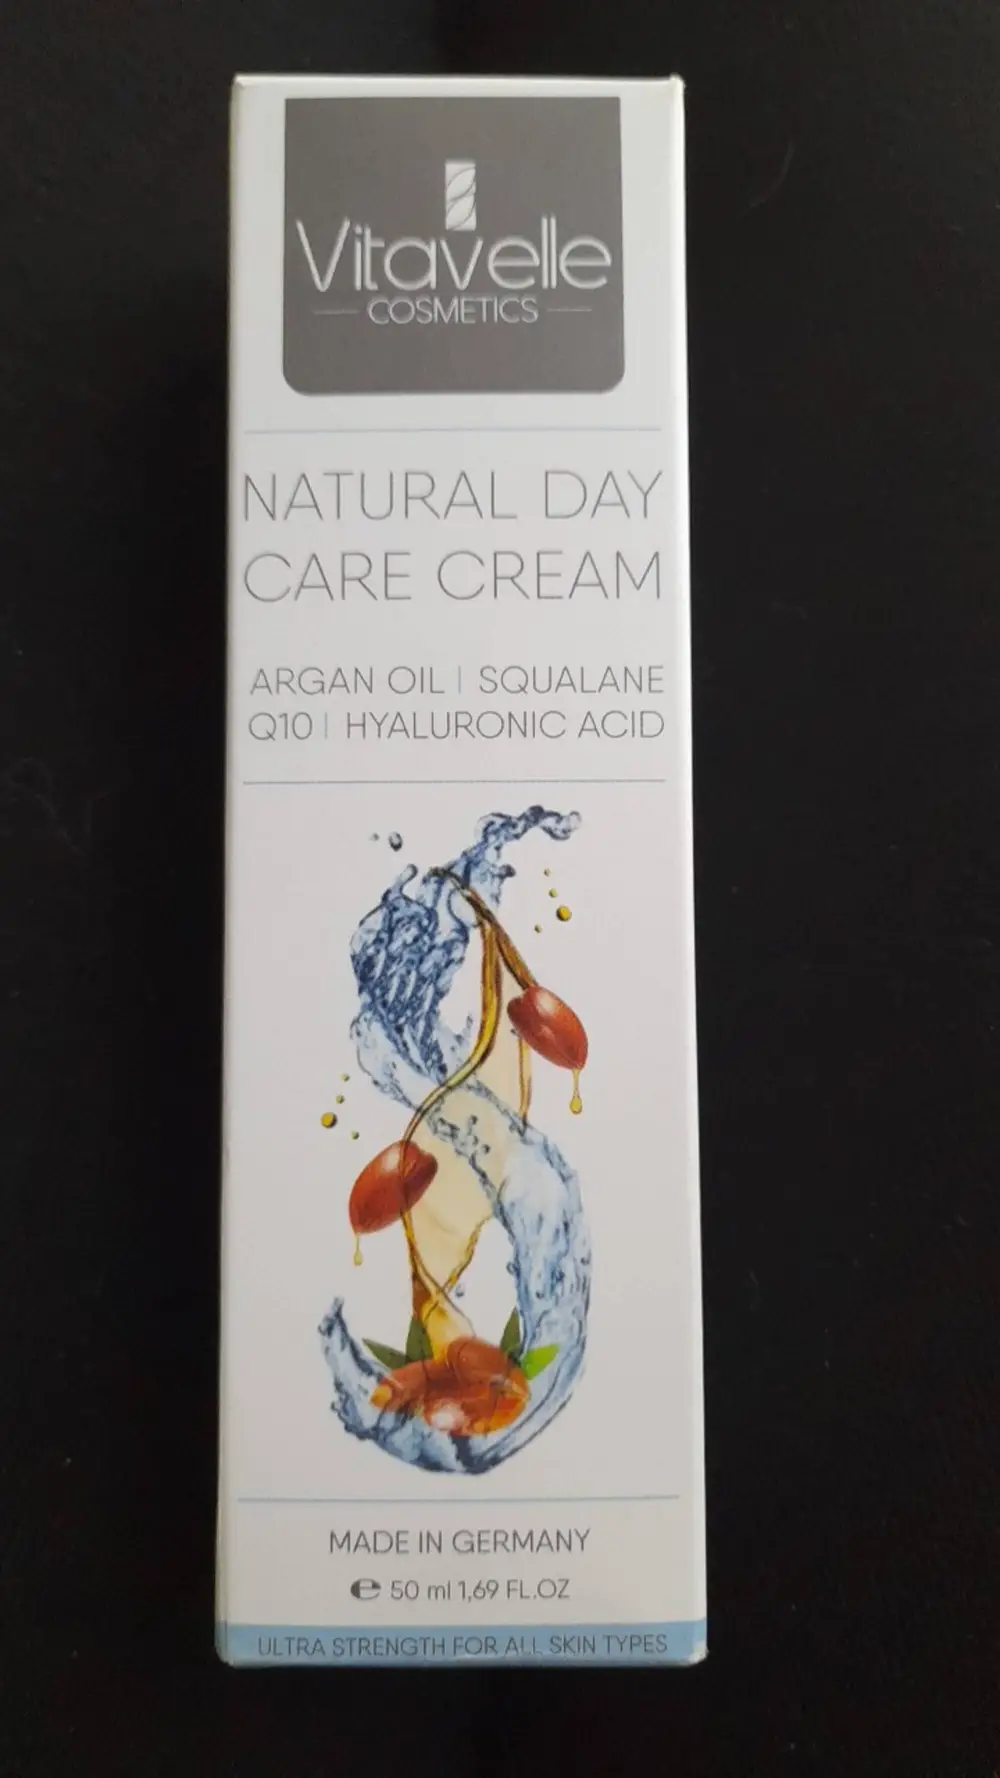 Vitavelle
COSMETICS
NATURAL DAY
CARE CREAM
ARGAN OIL | SQUALANE
Q10 | HYALURONIC ACID
MADE IN GERMANY
℮ 50 ml 1,69 FL.OZ
ULTRA STRENGTH FOR ALL SKIN TYPES